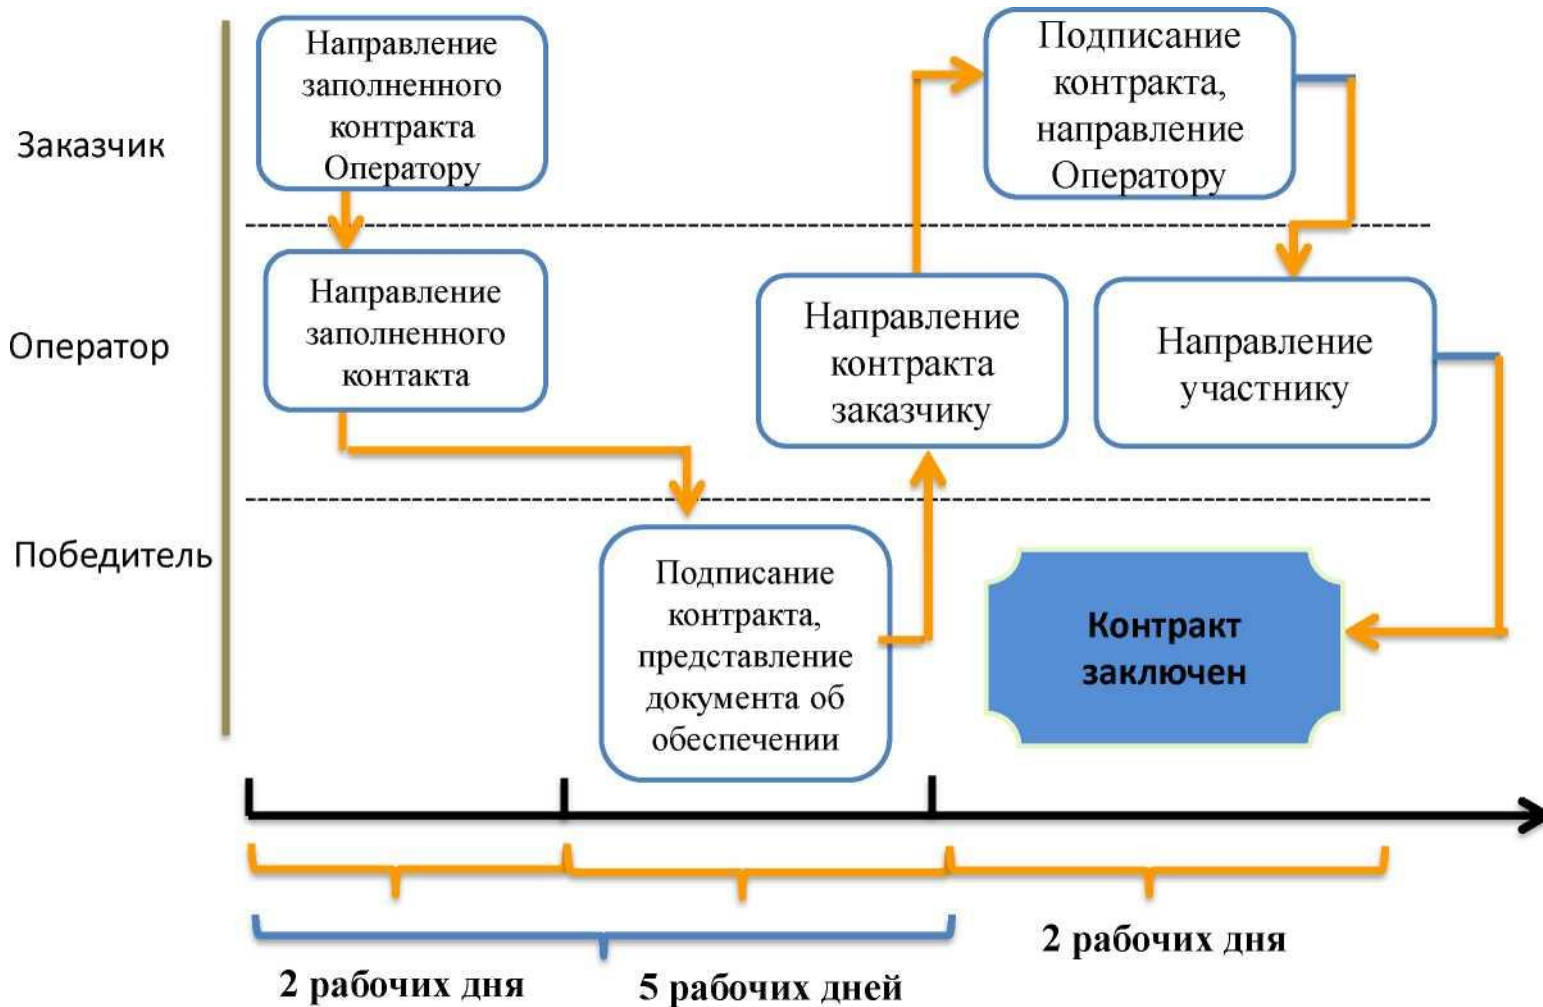 Заказчик
Направление
заполненного
контракта
Оператору
Подписание
контракта,
направление
Оператору
Оператор
Направление
заполненного
контакта
Направление
контракта
заказчику
Направление
участнику
Победитель
Подписание
контракта,
представление
документа об
обеспечении
Контракт
заключен
2 рабочих дня
5 рабочих дней
2 рабочих дня